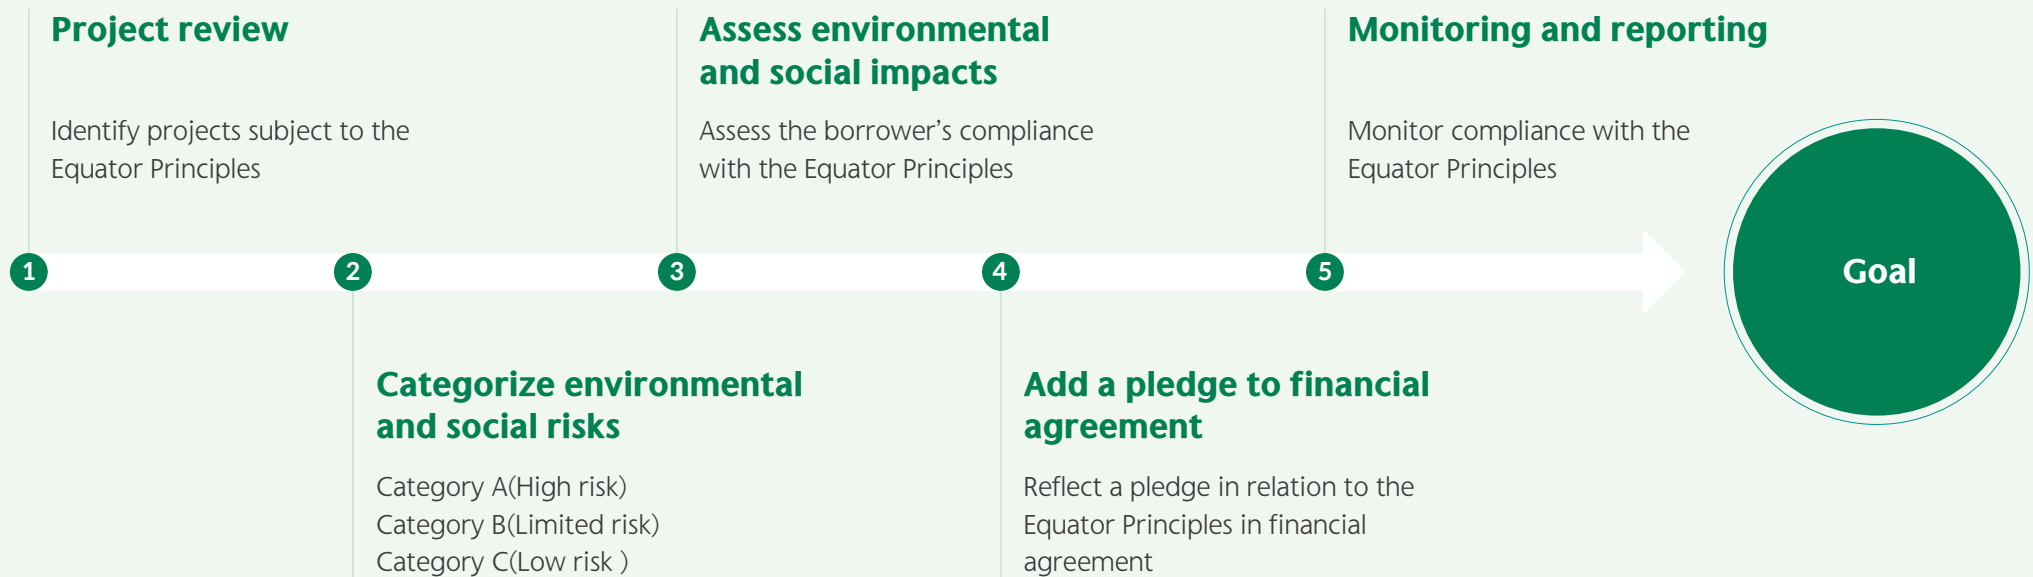 Project review
Identify projects subject to the
Equator Principles
Assess environmental
and social impacts
Assess the borrower’s compliance
with the Equator Principles
Monitoring and reporting
Monitor compliance with the
Equator Principles
1
2
3
4
5
Goal
Categorize environmental
and social risks
Category A(High risk)
Category B(Limited risk)
Category C(Low risk )
Add a pledge to financial
agreement
Reflect a pledge in relation to the
Equator Principles in financial
agreement